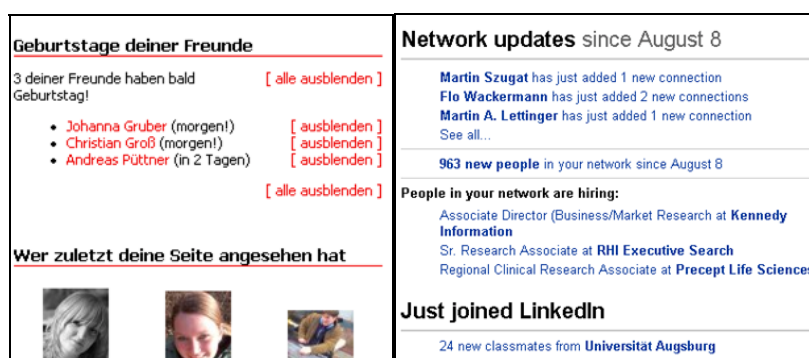 Geburtstage deiner Freunde
3 deiner Freunde haben bald [ alle ausblenden ]
Geburtstag!
• Johanna Gruber (morgen!) [ ausblenden ]
• Christian Groß (morgen!) [ ausblenden ]
• Andreas Püttner (in 2 Tagen) [ ausblenden ]
[ alle ausblenden ]
Wer zuletzt deine Seite angesehen hat
Network updates since August 8
Martin Szugat has just added 1 new connection
Flo Wackermann has just added 2 new connections
Martin A. Lettinger has just added 1 new connection
See all...
963 new people in your network since August 8
People in your network are hiring:
Associate Director (Business/Market Research at Kennedy
Information
Sr. Research Associate at RHI Executive Search
Regional Clinical Research Associate at Precept Life Sciences
Just joined LinkedIn
24 new classmates from Universität Augsburg